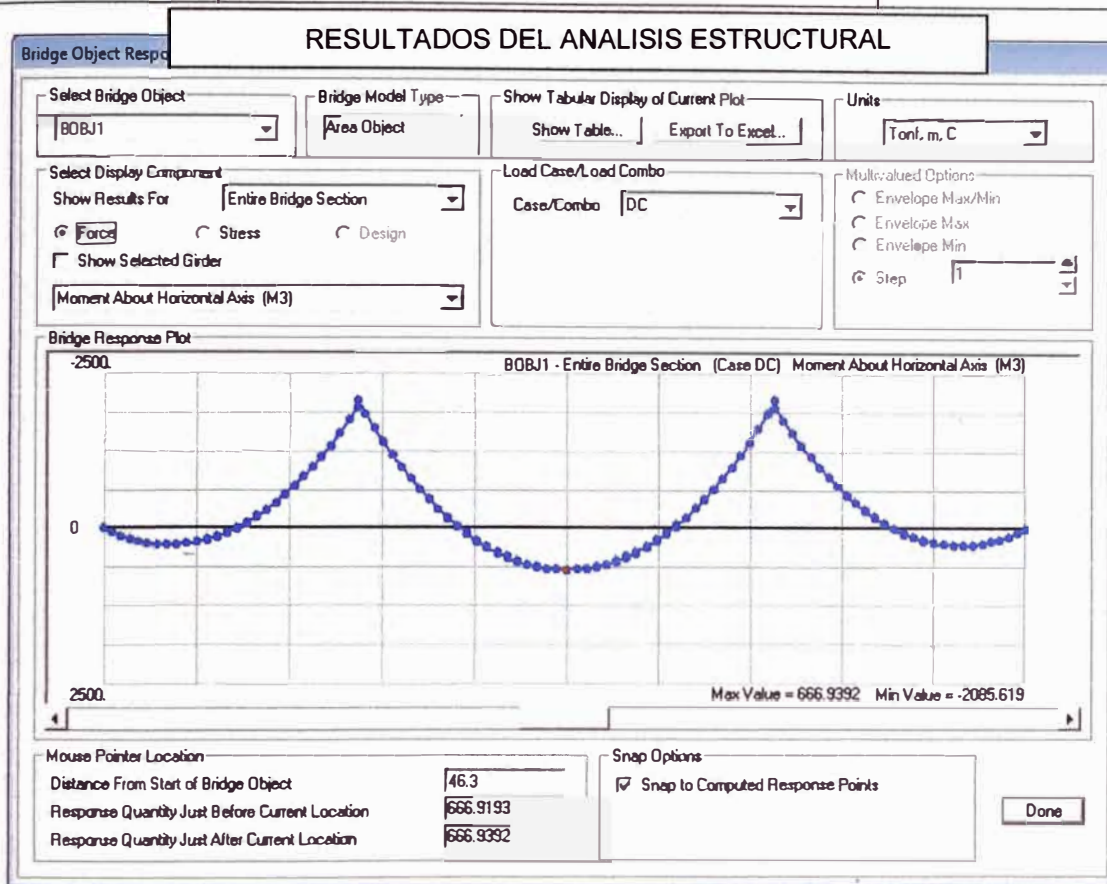 RESULTADOS DEL ANALISIS ESTRUCTURAL
Bridge Object Respo
Select Bridge Object
BOBJ1
Bridge Model Type
Area Object
Show Tabular Display of Current Plot
Show Table...
Export To Excel...
Units
Tonf, m, C
Select Display Component
Show Results For
Entire Bridge Section
Force
Stress
Design
Show Selected Girder
Moment About Horizontal Axis (M3)
Load Case/Load Combo
Case/Combo
DC
Multivalued Options
Envelope Max/Min
Envelope Max
Envelope Min
Step
1
Bridge Response Plot
-2500.
BOBJ1 - Entire Bridge Section (Case DC) Moment About Horizontal Axis (M3)
0
2500.
Max Value = 666.9392 Min Value = -2085.619
Mouse Pointer Location
Distance From Start of Bridge Object
46.3
Response Quantity Just Before Current Location
666.9193
Response Quantity Just After Current Location
666.9392
Snap Options
Snap to Computed Response Points
Done